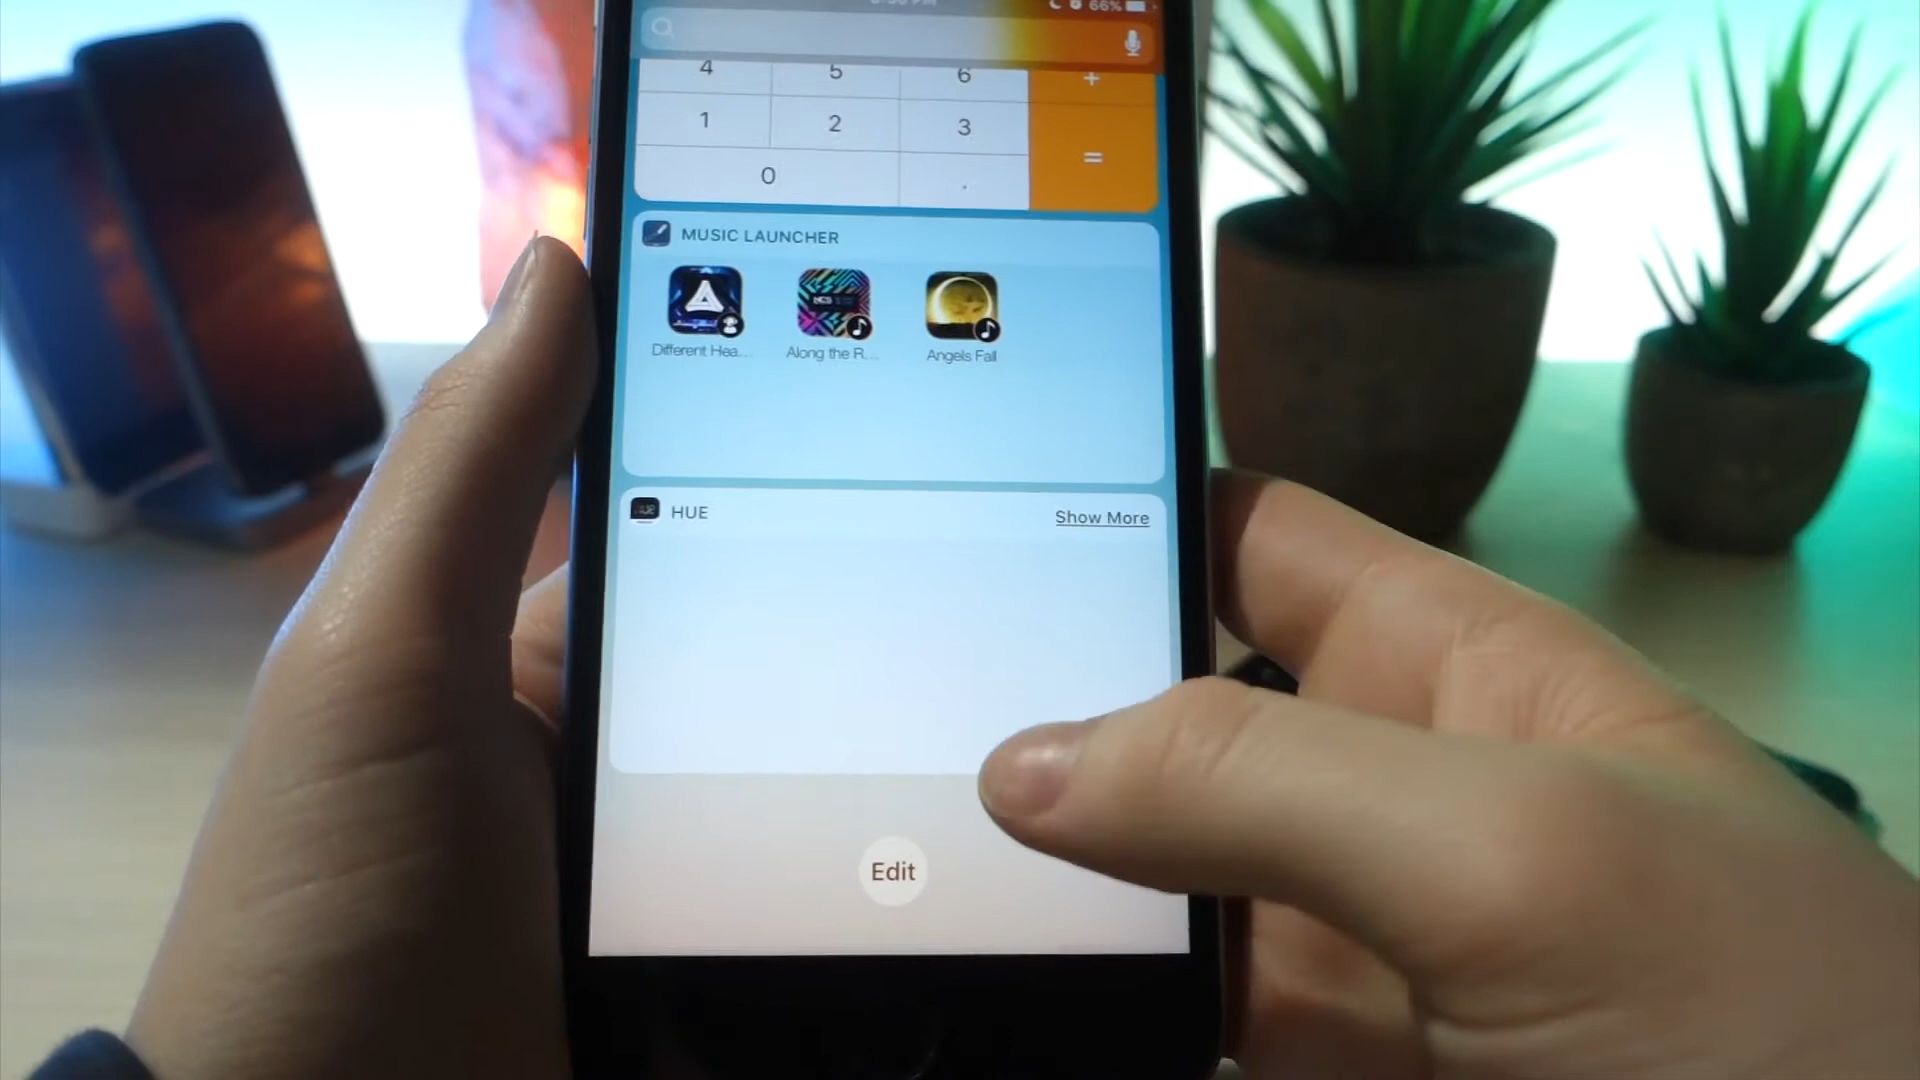 66%
4 5 6 +
1 2 3
=
0 .
MUSIC LAUNCHER
Different Hea... Along the R... Angels Fall
HUE Show More
Edit